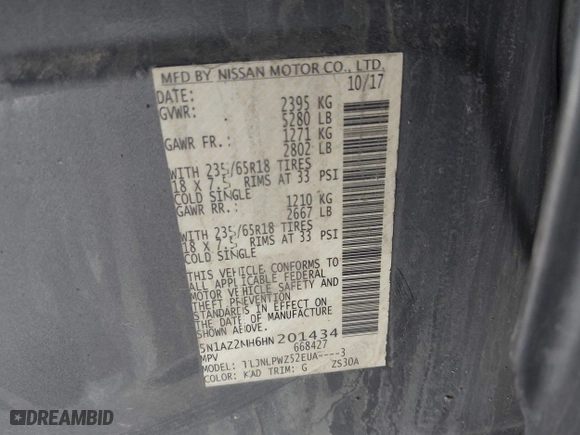 MFD BY NISSAN MOTOR CO., LTD.
DATE: 10/17
GVWR: 2395 KG
5280 LB
GAWR FR.: 1271 KG
2802 LB
WITH 235/65R18 TIRES
18 X 7.5 RIMS AT 33 PSI
COLD SINGLE
GAWR RR.: 1210 KG
2667 LB
WITH 235/65R18 TIRES
18 X 7.5 RIMS AT 33 PSI
COLD SINGLE
THIS VEHICLE CONFORMS TO
ALL APPLICABLE FEDERAL
MOTOR VEHICLE SAFETY AND
THEFT PREVENTION
STANDARDS IN EFFECT ON
THE DATE OF MANUFACTURE
SHOWN ABOVE.
5N1AZ2MH6HN201434
MPV 668427
MODEL: TLJNLPWZ52EUA----3
COLOR: KAD TRIM: G ZS30A
DREAMBID